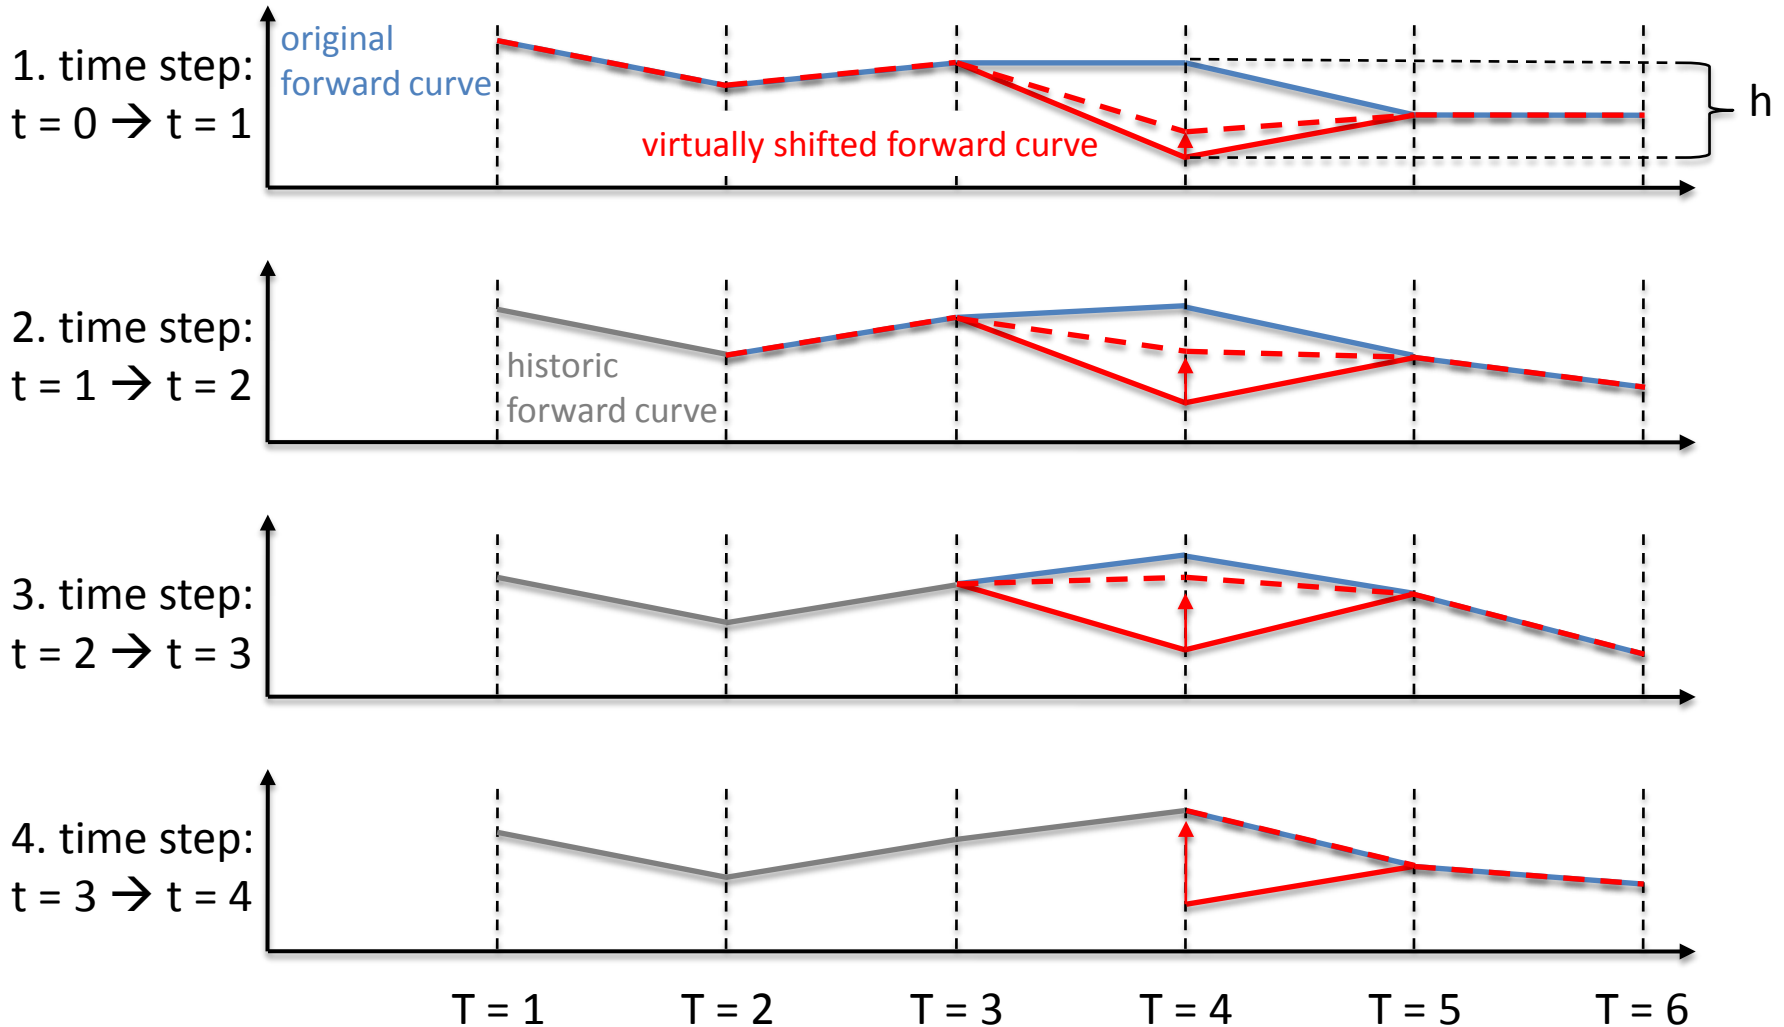 original
forward curve
1. time step:
t = 0 → t = 1
virtually shifted forward curve
h
2. time step:
t = 1 → t = 2
historic
forward curve
3. time step:
t = 2 → t = 3
4. time step:
t = 3 → t = 4
T = 1 T = 2 T = 3 T = 4 T = 5 T = 6